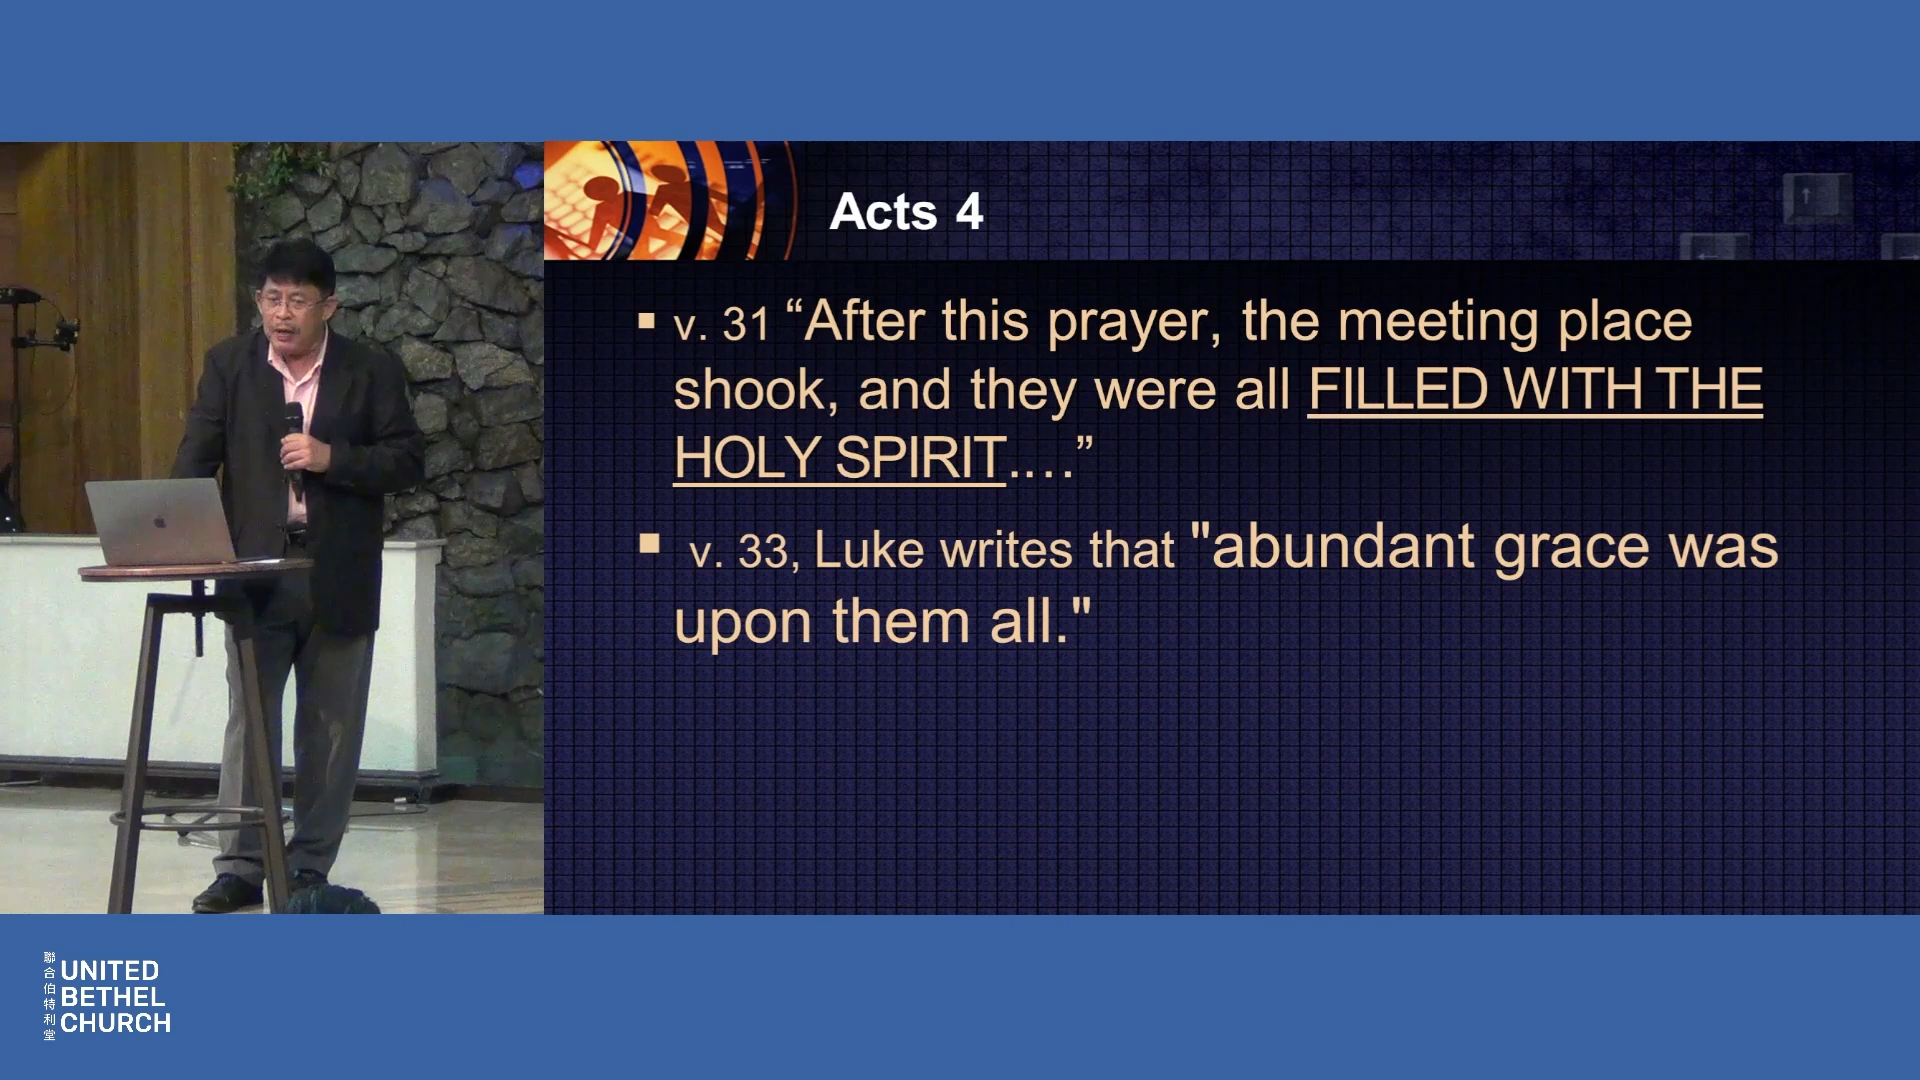 Acts 4
▪ v. 31 “After this prayer, the meeting place
shook, and they were all FILLED WITH THE
HOLY SPIRIT.…”
▪ v. 33, Luke writes that "abundant grace was
upon them all."
聯合伯特利堂
UNITED
BETHEL
CHURCH